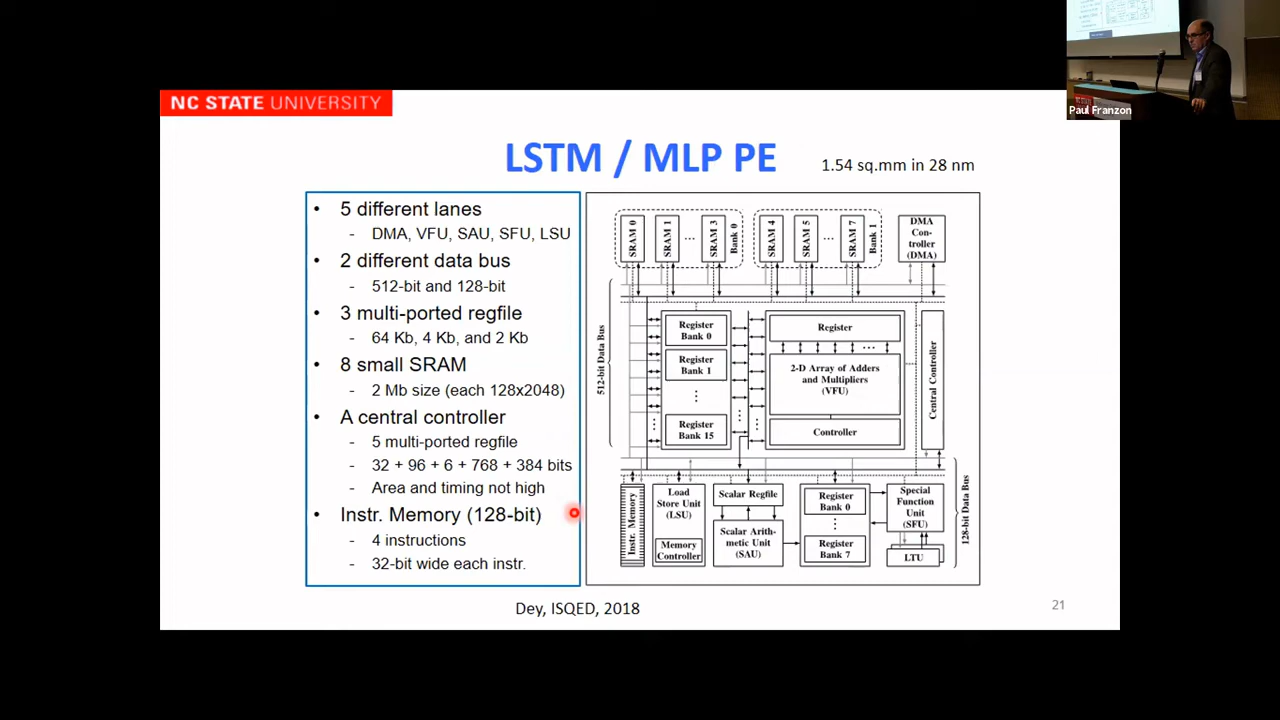 Paul Franzon
NC STATE UNIVERSITY
LSTM / MLP PE
1.54 sq.mm in 28 nm
• 5 different lanes
- DMA, VFU, SAU, SFU, LSU
• 2 different data bus
- 512-bit and 128-bit
• 3 multi-ported regfile
- 64 Kb, 4 Kb, and 2 Kb
• 8 small SRAM
- 2 Mb size (each 128x2048)
• A central controller
- 5 multi-ported regfile
- 32 + 96 + 6 + 768 + 384 bits
- Area and timing not high
• Instr. Memory (128-bit)
- 4 instructions
- 32-bit wide each instr.
SRAM 0
SRAM 1
...
SRAM 3
Bank 0
SRAM 4
SRAM 5
...
SRAM 7
Bank 1
DMA
Con-
troller
(DMA)
512-bit Data Bus
Register
Bank 0
Register
Bank 1
Register
Bank 15
Register
2-D Array of Adders
and Multipliers
(VFU)
Controller
Central Controller
Instr. Memory
Load
Store Unit
(LSU)
Memory
Controller
Scalar Regfile
Scalar Arith-
metic Unit
(SAU)
Register
Bank 0
Register
Bank 7
Special
Function
Unit
(SFU)
LTU
128-bit Data Bus
Dey, ISQED, 2018
21